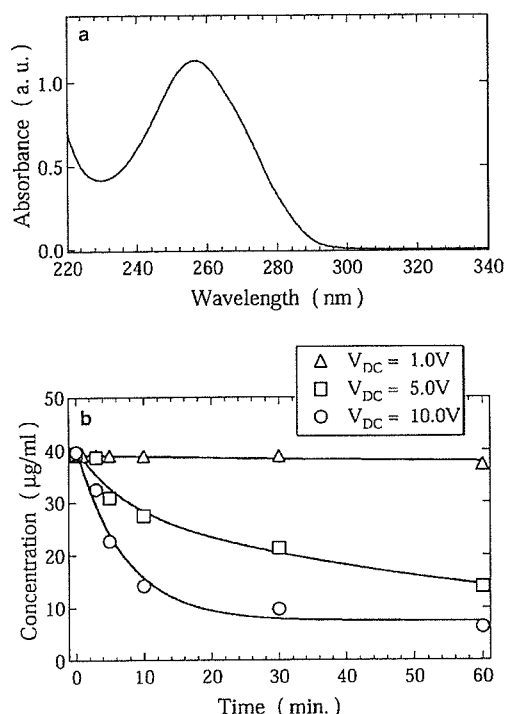 a
Absorbance ( a. u. )
1.0
0.5
0.0
220 240 260 280 300 320 340
Wavelength ( nm )
△ V_DC = 1.0V
□ V_DC = 5.0V
○ V_DC = 10.0V
b
Concentration ( µg/ml )
50
40
30
20
10
0
0 10 20 30 40 50 60
Time ( min. )